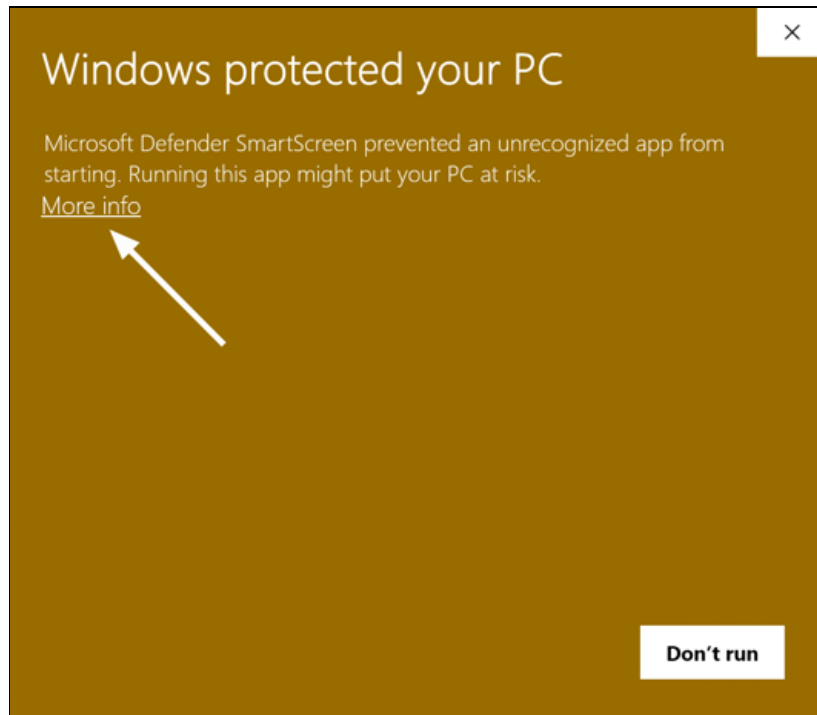 Windows protected your PC
Microsoft Defender SmartScreen prevented an unrecognized app from
starting. Running this app might put your PC at risk.
More info
Don't run